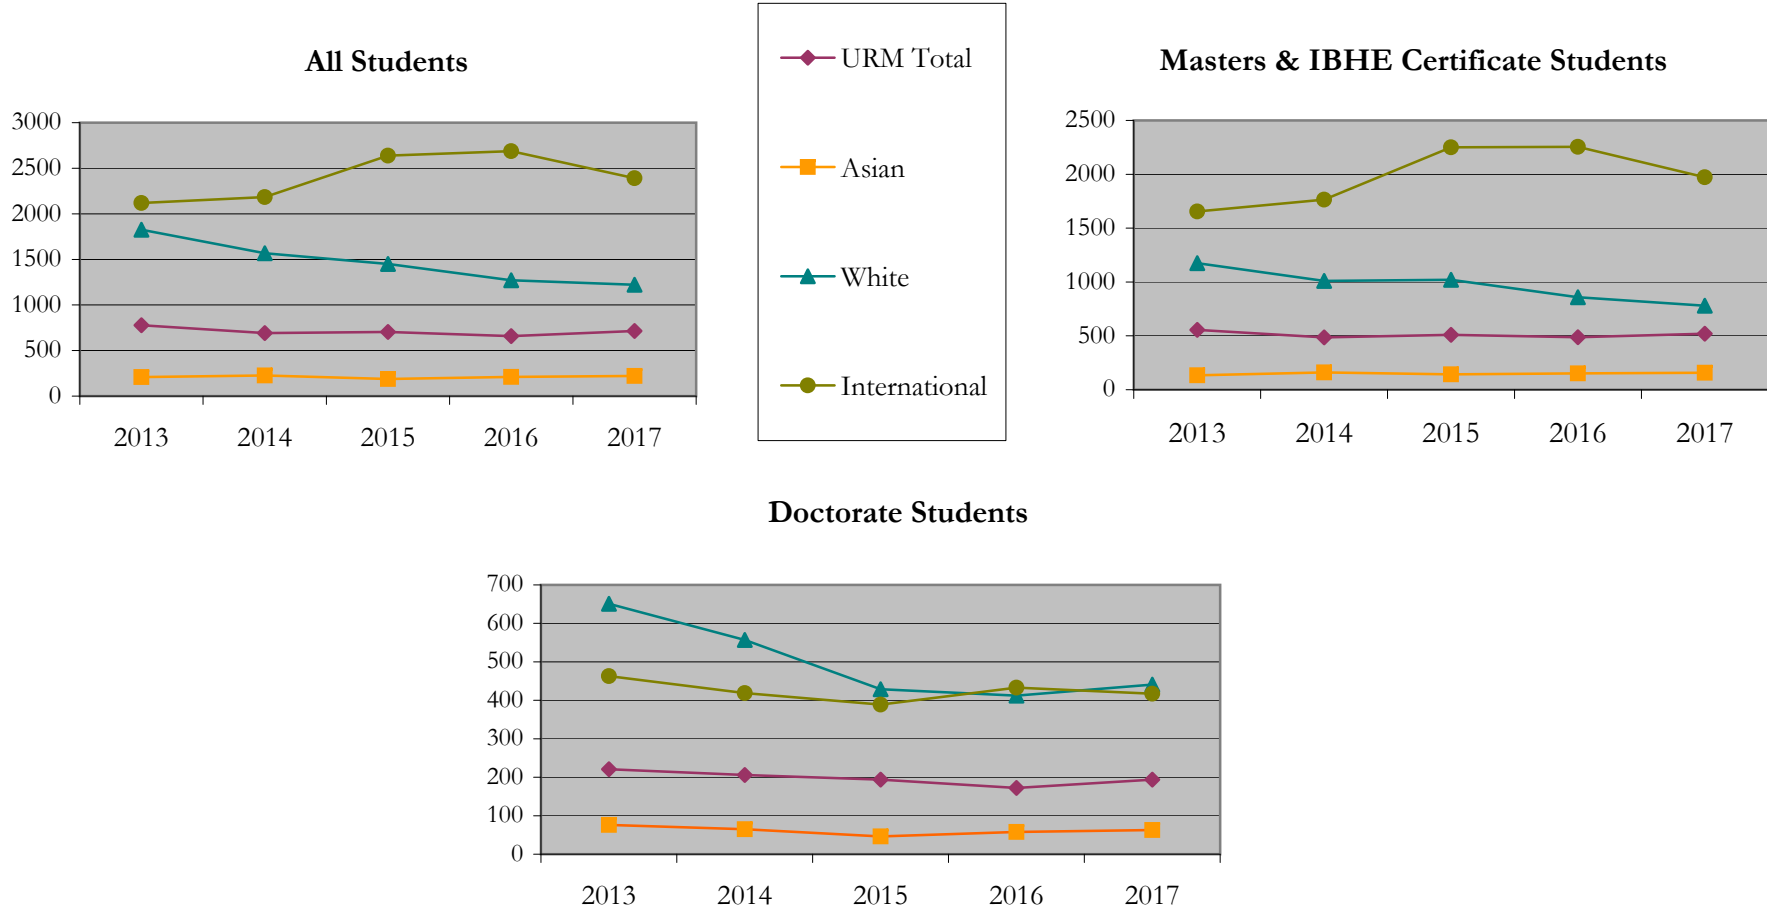 All Students
3000
2500
2000
1500
1000
500
0
2013 2014 2015 2016 2017
URM Total
Asian
White
International
Masters & IBHE Certificate Students
2500
2000
1500
1000
500
0
2013 2014 2015 2016 2017
Doctorate Students
700
600
500
400
300
200
100
0
2013 2014 2015 2016 2017